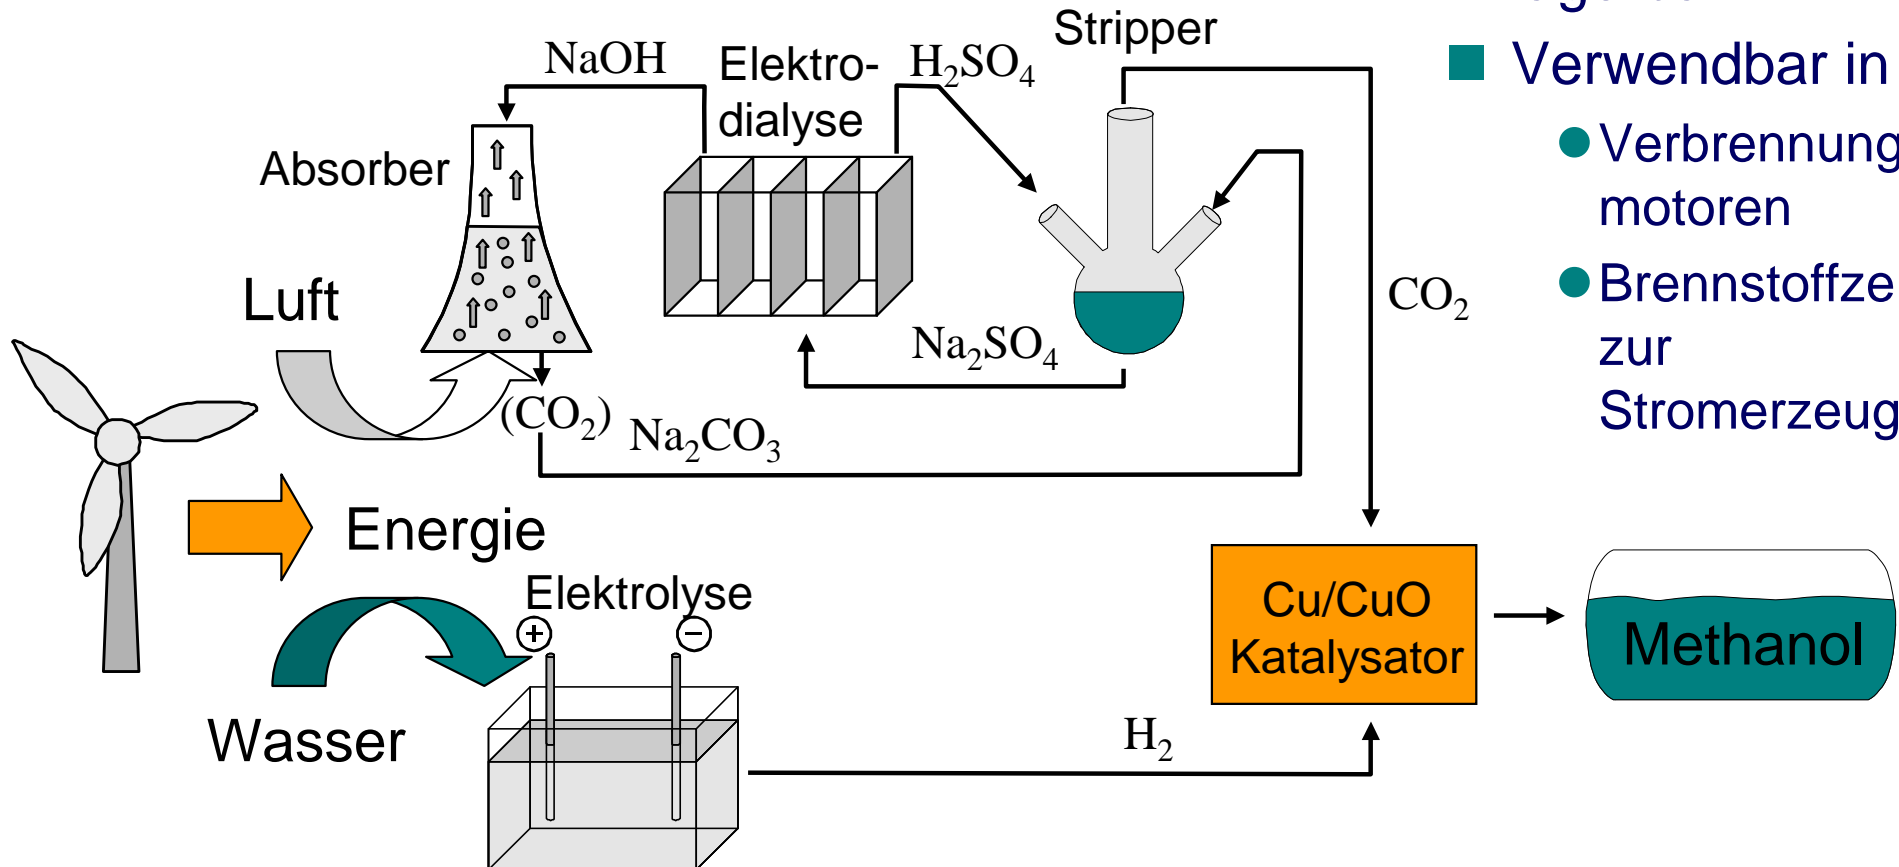 Stripper
NaOH
Elektro-
dialyse
H₂SO₄
Absorber
Luft
Na₂SO₄
CO₂
(CO₂)
Na₂CO₃
Energie
Elektrolyse
+
−
Wasser
H₂
Cu/CuO
Katalysator
Methanol
Verwendbar in
Verbrennung
motoren
Brennstoffze
zur
Stromerzeug